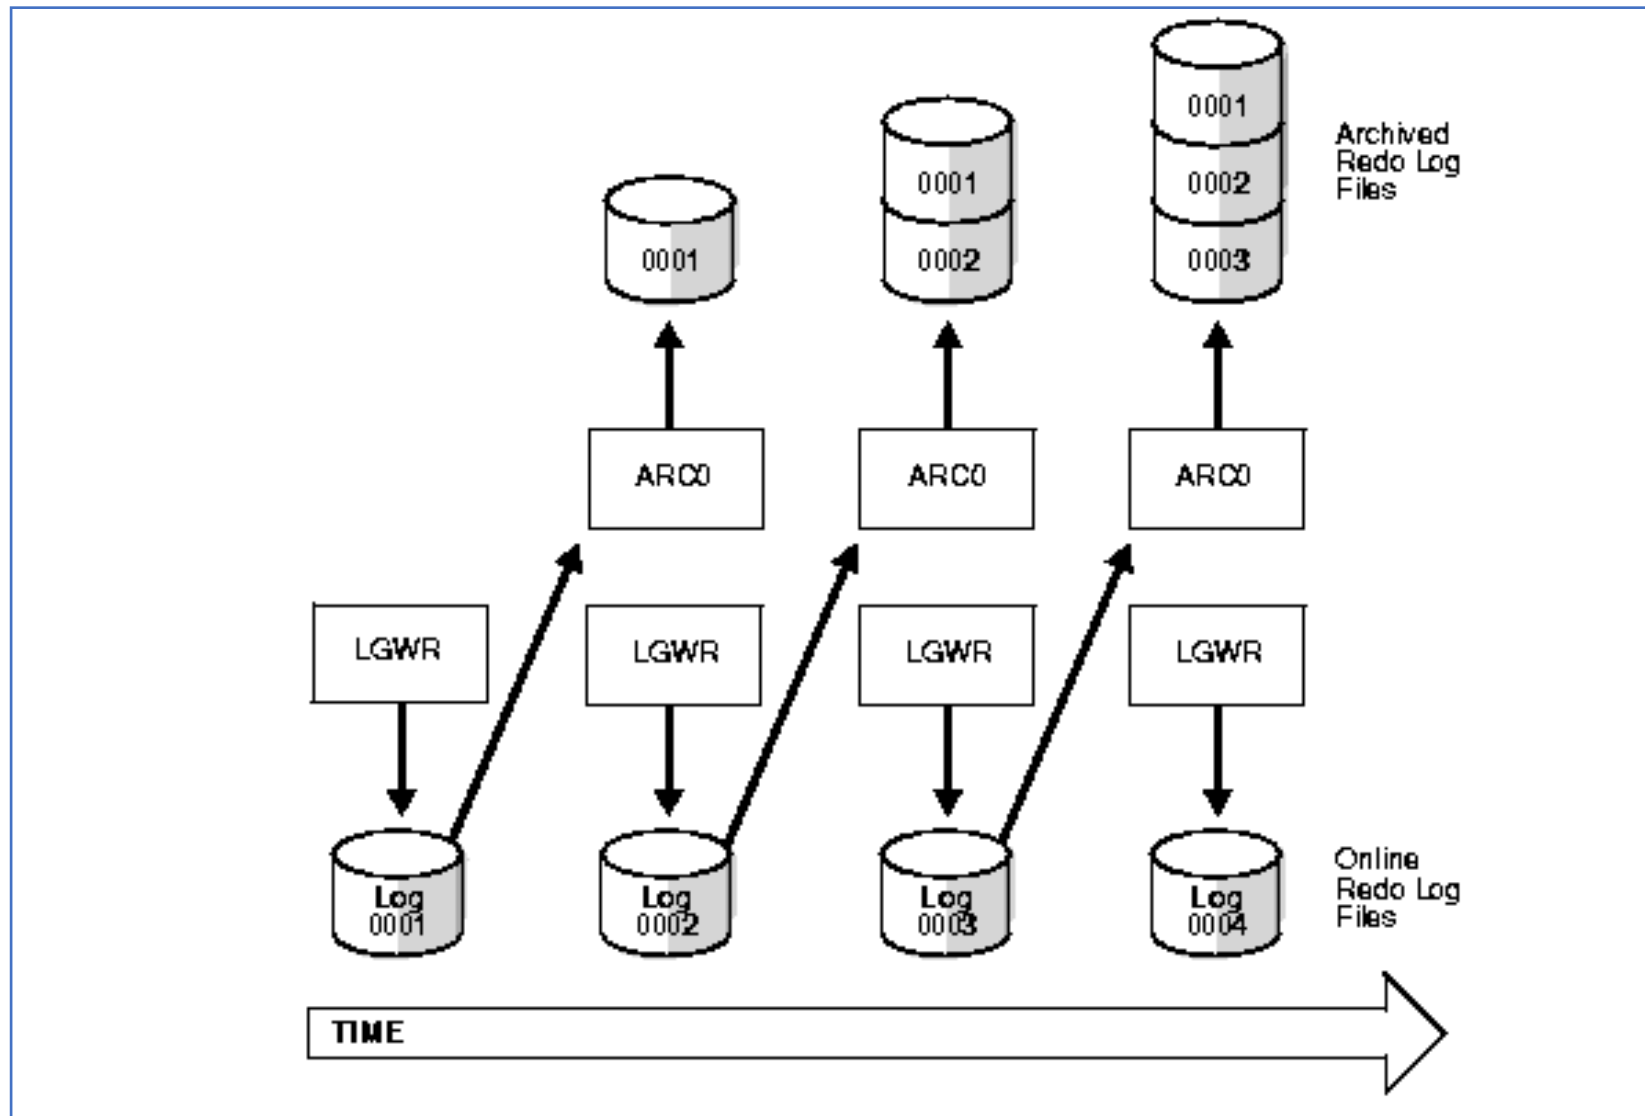 0001
0001
0002
0001
0002
0003
Archived
Redo Log
Files
ARC0
ARC0
ARC0
LGWR
LGWR
LGWR
LGWR
Log
0001
Log
0002
Log
0003
Log
0004
Online
Redo Log
Files
TIME